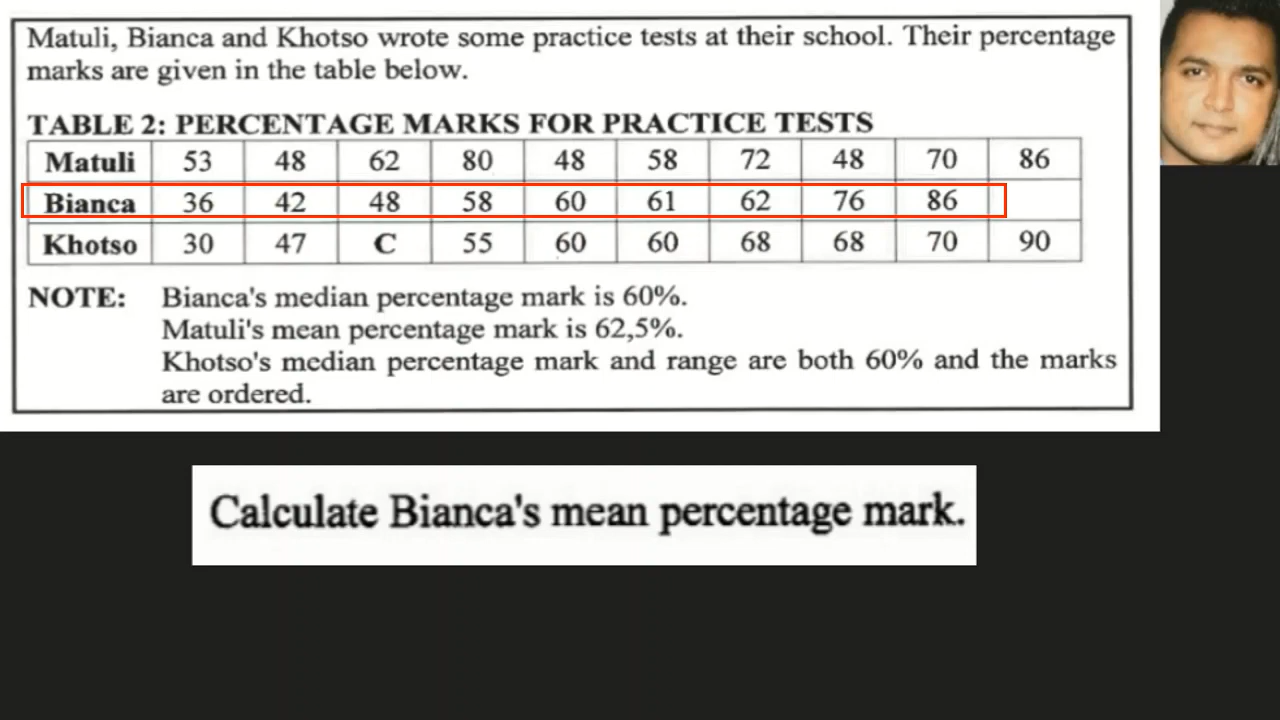 Matuli, Bianca and Khotso wrote some practice tests at their school. Their percentage
marks are given in the table below.
TABLE 2: PERCENTAGE MARKS FOR PRACTICE TESTS
Matuli 53 48 62 80 48 58 72 48 70 86
Bianca 36 42 48 58 60 61 62 76 86
Khotso 30 47 C 55 60 60 68 68 70 90
NOTE: Bianca's median percentage mark is 60%.
Matuli's mean percentage mark is 62,5%.
Khotso's median percentage mark and range are both 60% and the marks
are ordered.
Calculate Bianca's mean percentage mark.